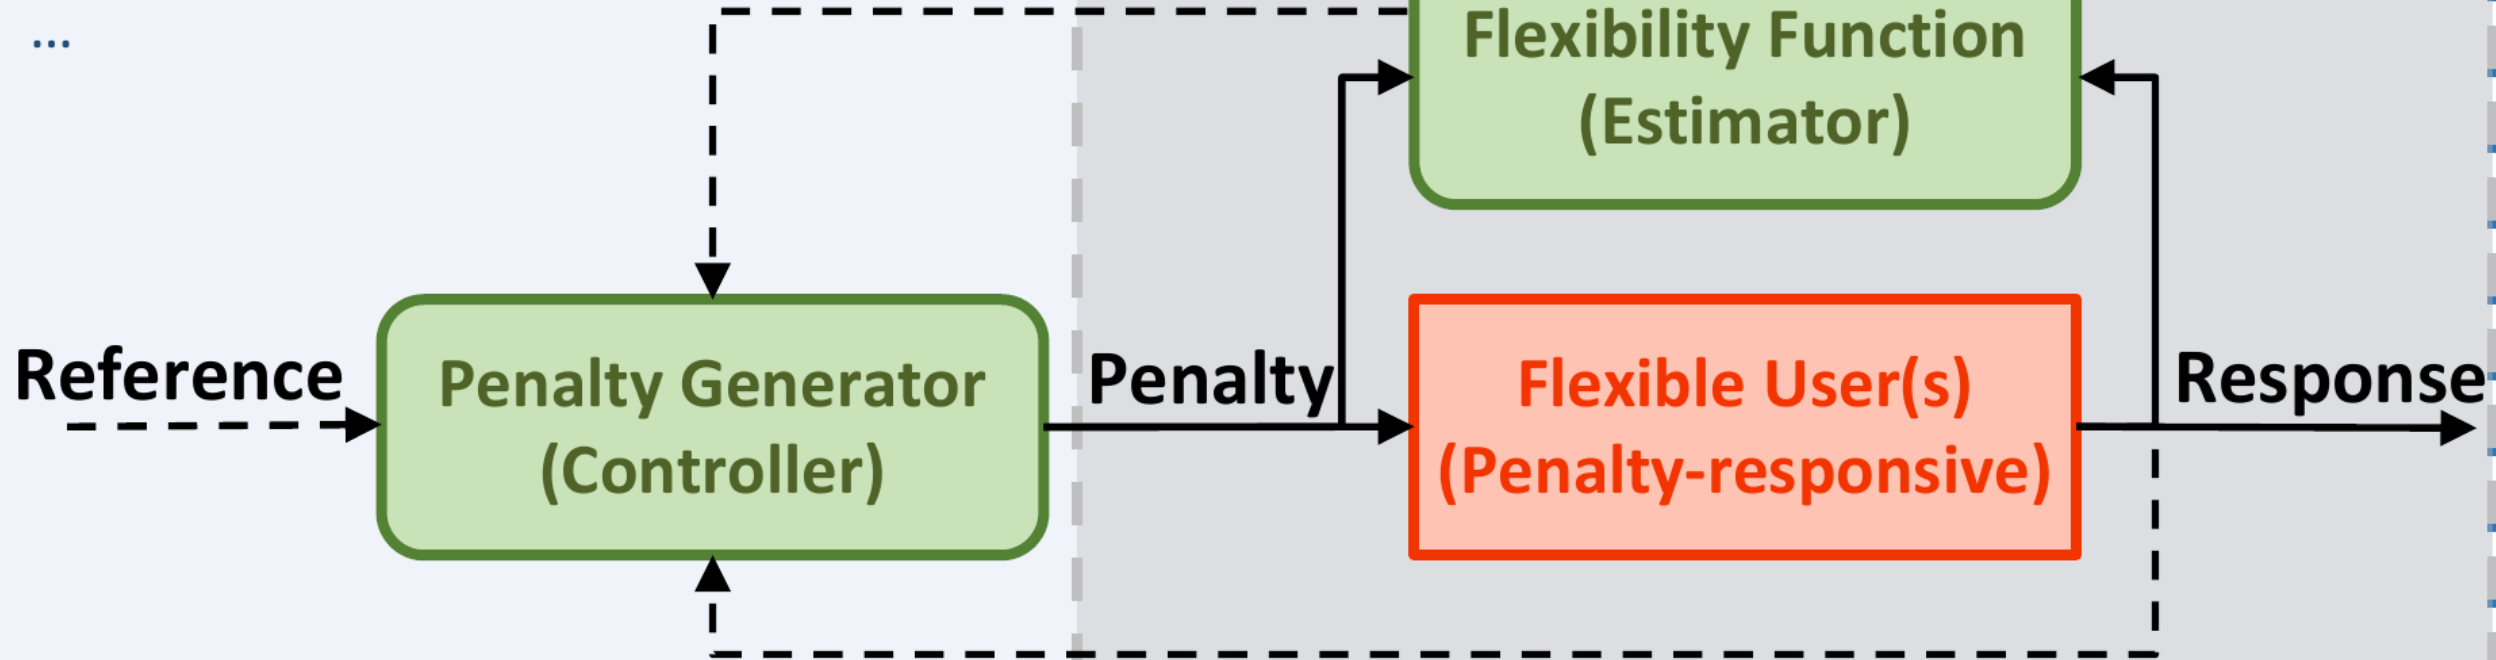 ...
Flexibility Function
(Estimator)
Reference
Penalty Generator
(Controller)
Penalty
Flexible User(s)
(Penalty-responsive)
Response